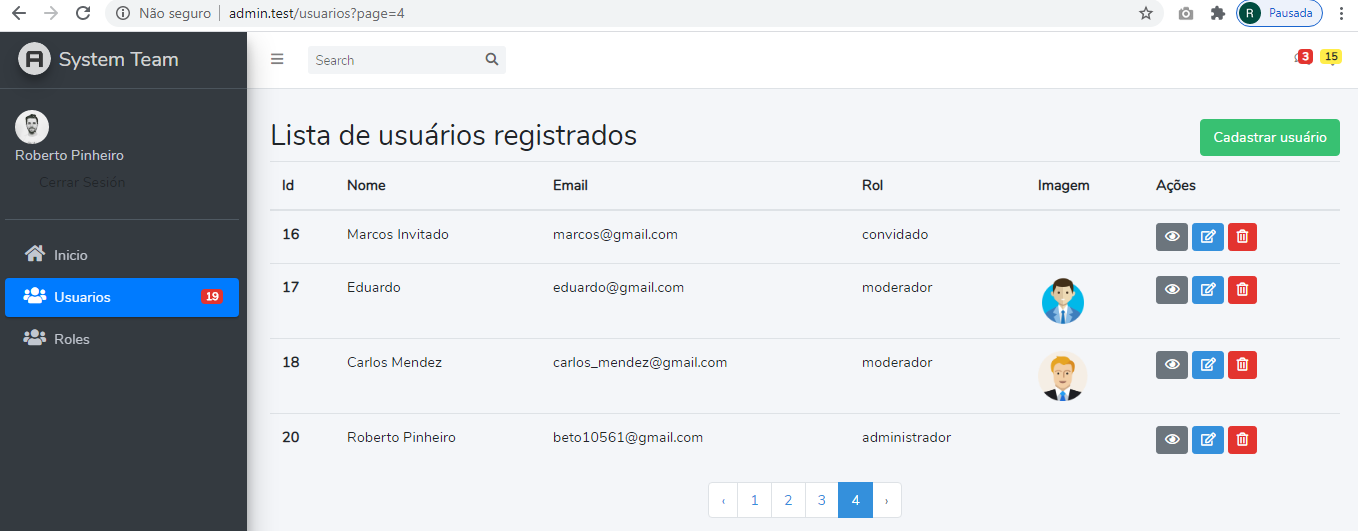 Não seguro admin.test/usuarios?page=4 R Pausada
A System Team
Search
3 15
Roberto Pinheiro
Cerrar Sesión
Inicio
Usuarios 19
Roles
Lista de usuários registrados
Cadastrar usuário
Id Nome Email Rol Imagem Ações
16 Marcos Invitado marcos@gmail.com convidado
17 Eduardo eduardo@gmail.com moderador
18 Carlos Mendez carlos_mendez@gmail.com moderador
20 Roberto Pinheiro beto10561@gmail.com administrador
‹ 1 2 3 4 ›